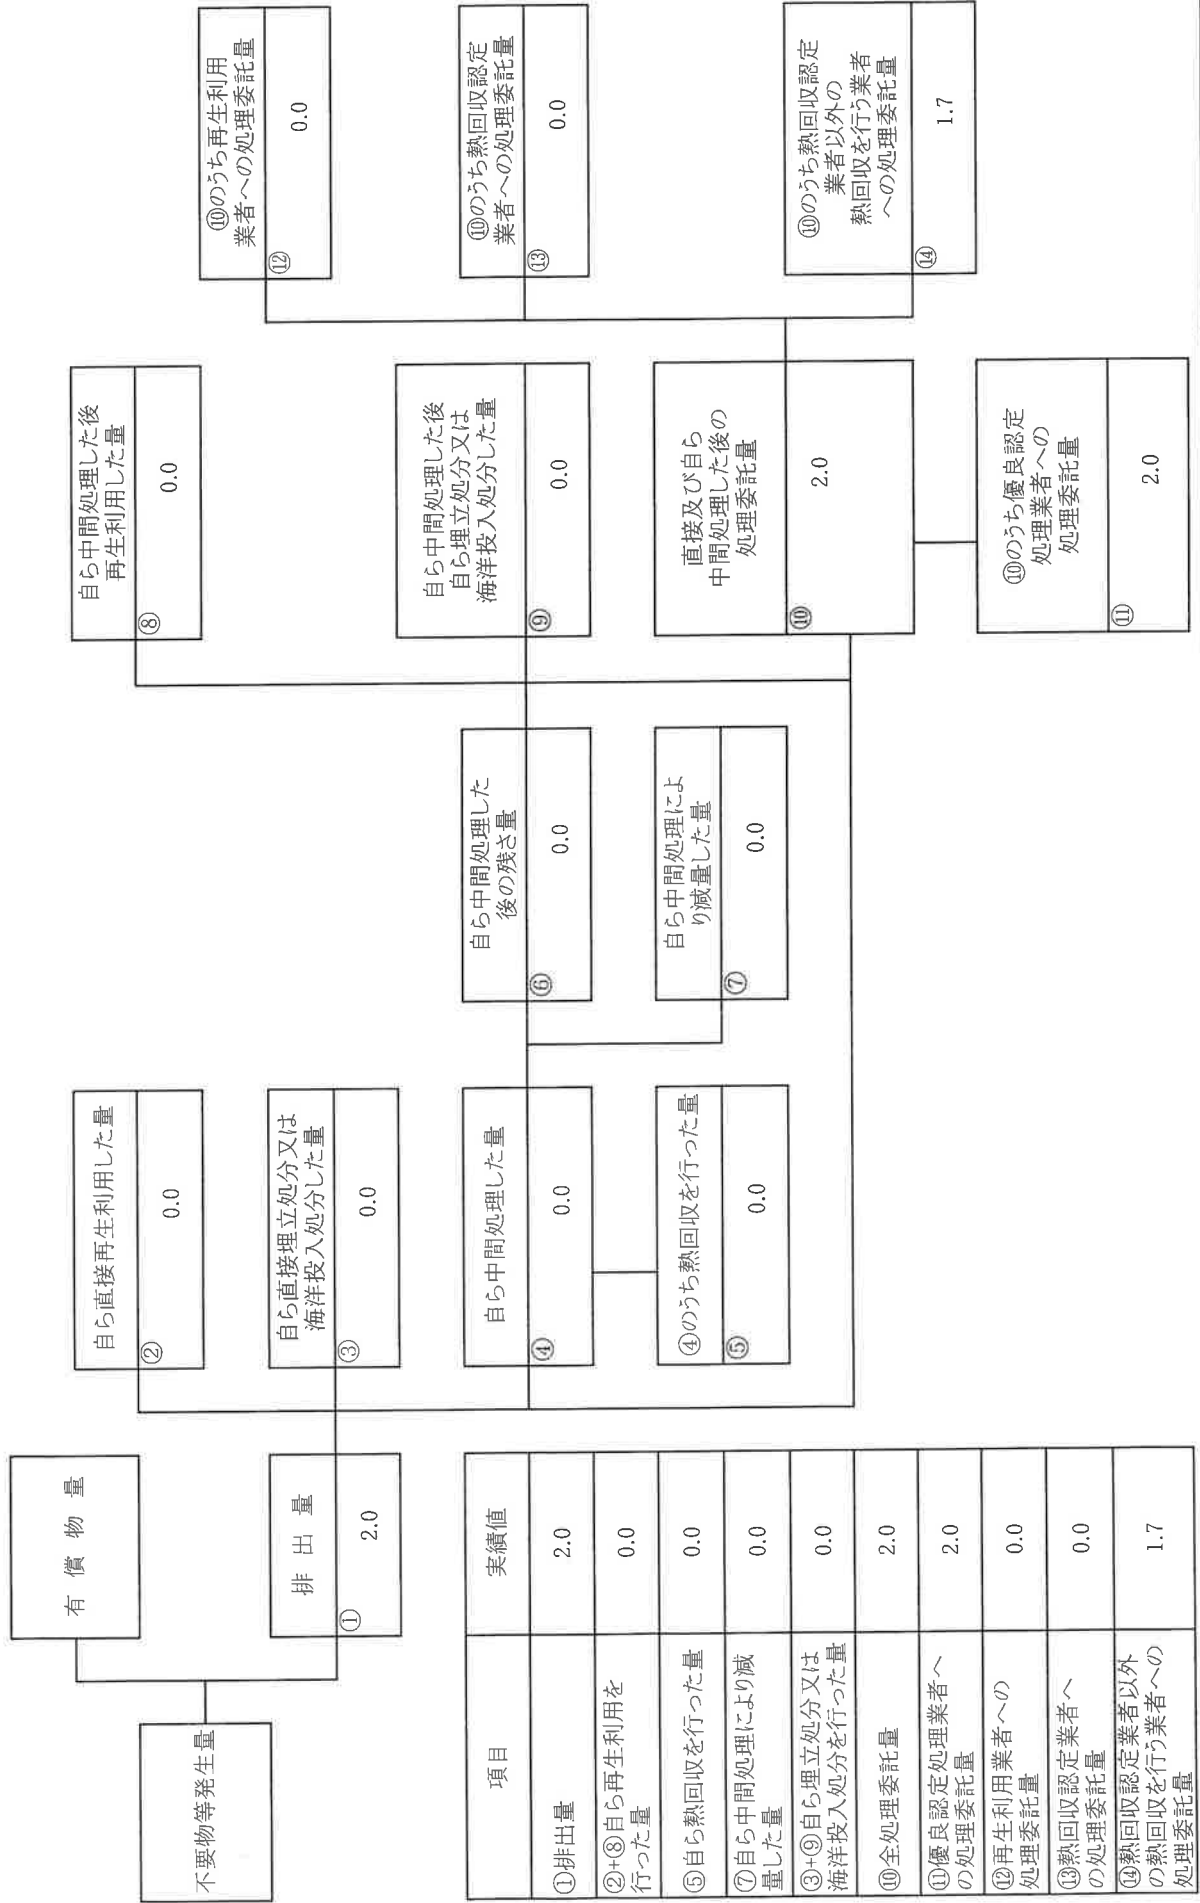 不要物等発生量
有償物量
排出量
①
2.0
自ら直接再生利用した量
②
0.0
自ら直接埋立処分又は
海洋投入処分した量
③
0.0
自ら中間処理した量
④
0.0
④のうち熱回収を行った量
⑤
0.0
自ら中間処理した
後の残さ量
⑥
0.0
自ら中間処理によ
り減量した量
⑦
0.0
自ら中間処理した後
再生利用した量
⑧
0.0
自ら中間処理した後
自ら埋立処分又は
海洋投入処分した量
⑨
0.0
直接及び自ら
中間処理した後の
処理委託量
⑩
2.0
⑩のうち優良認定
処理業者への
処理委託量
⑪
2.0
⑩のうち再生利用
業者への処理委託量
⑫
0.0
⑩のうち熱回収認定
業者への処理委託量
⑬
0.0
⑩のうち熱回収認定
業者以外の
熱回収を行う業者
への処理委託量
⑭
1.7
項目
実績値
①排出量
2.0
②+⑧自ら再生利用を
行った量
0.0
⑤自ら熱回収を行った量
0.0
⑦自ら中間処理により減
量した量
0.0
③+⑨自ら埋立処分又は
海洋投入処分を行った量
0.0
⑩全処理委託量
2.0
⑪優良認定処理業者へ
の処理委託量
2.0
⑫再生利用業者への
処理委託量
0.0
⑬熱回収認定業者へ
の処理委託量
0.0
⑭熱回収認定業者以外
の熱回収を行う業者への
処理委託量
1.7